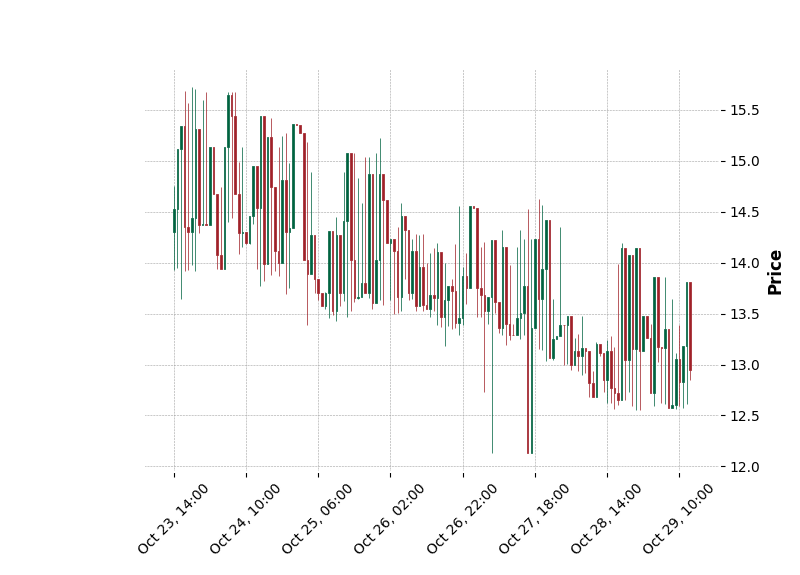 15.5
15.0
14.5
14.0
13.5
13.0
12.5
12.0
Price
Oct 23, 14:00
Oct 24, 10:00
Oct 25, 06:00
Oct 26, 02:00
Oct 26, 22:00
Oct 27, 18:00
Oct 28, 14:00
Oct 29, 10:00